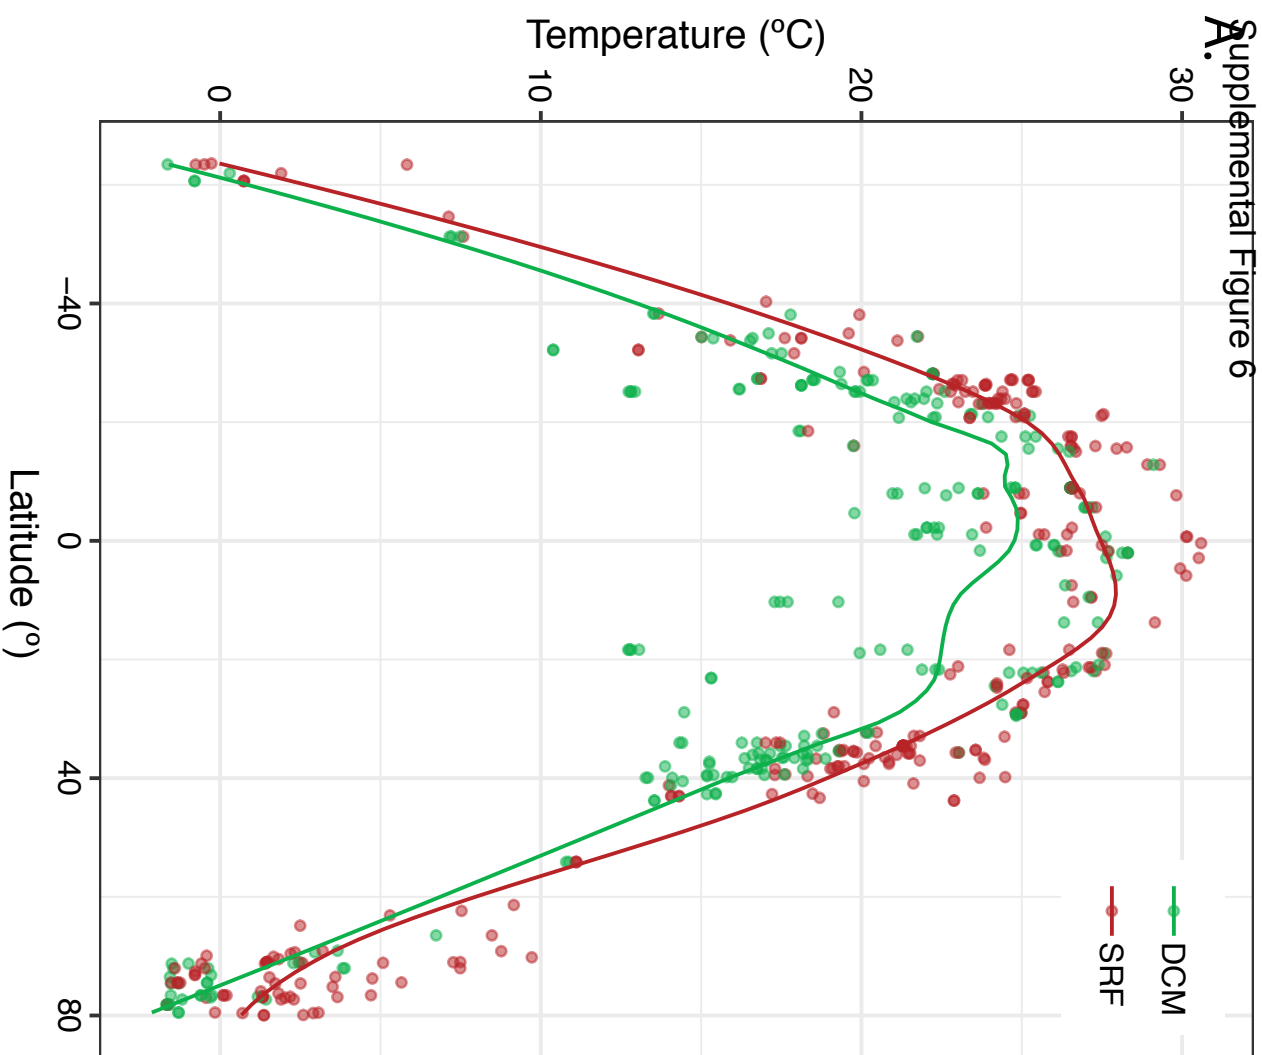 Supplemental Figure 6
A.
Temperature (ºC)
30
20
10
0
−40
0
40
80
Latitude (º)
DCM
SRF